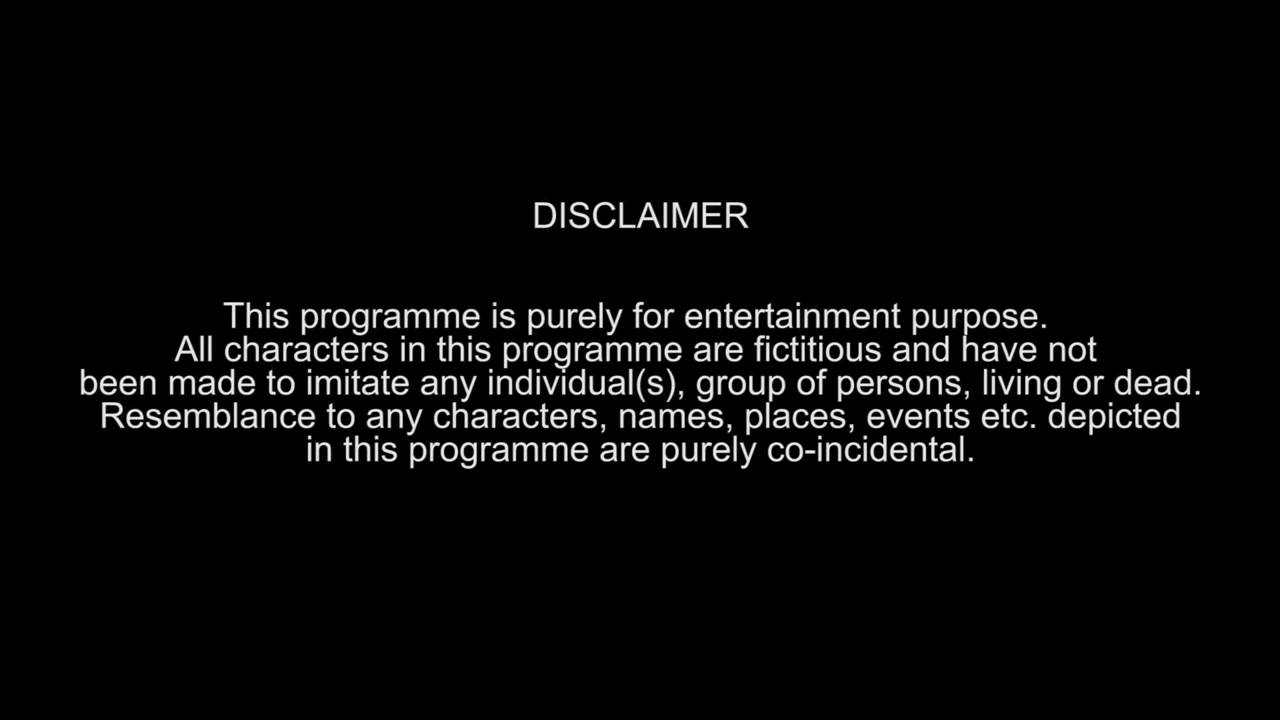 DISCLAIMER
This programme is purely for entertainment purpose.
All characters in this programme are fictitious and have not
been made to imitate any individual(s), group of persons, living or dead.
Resemblance to any characters, names, places, events etc. depicted
in this programme are purely co-incidental.